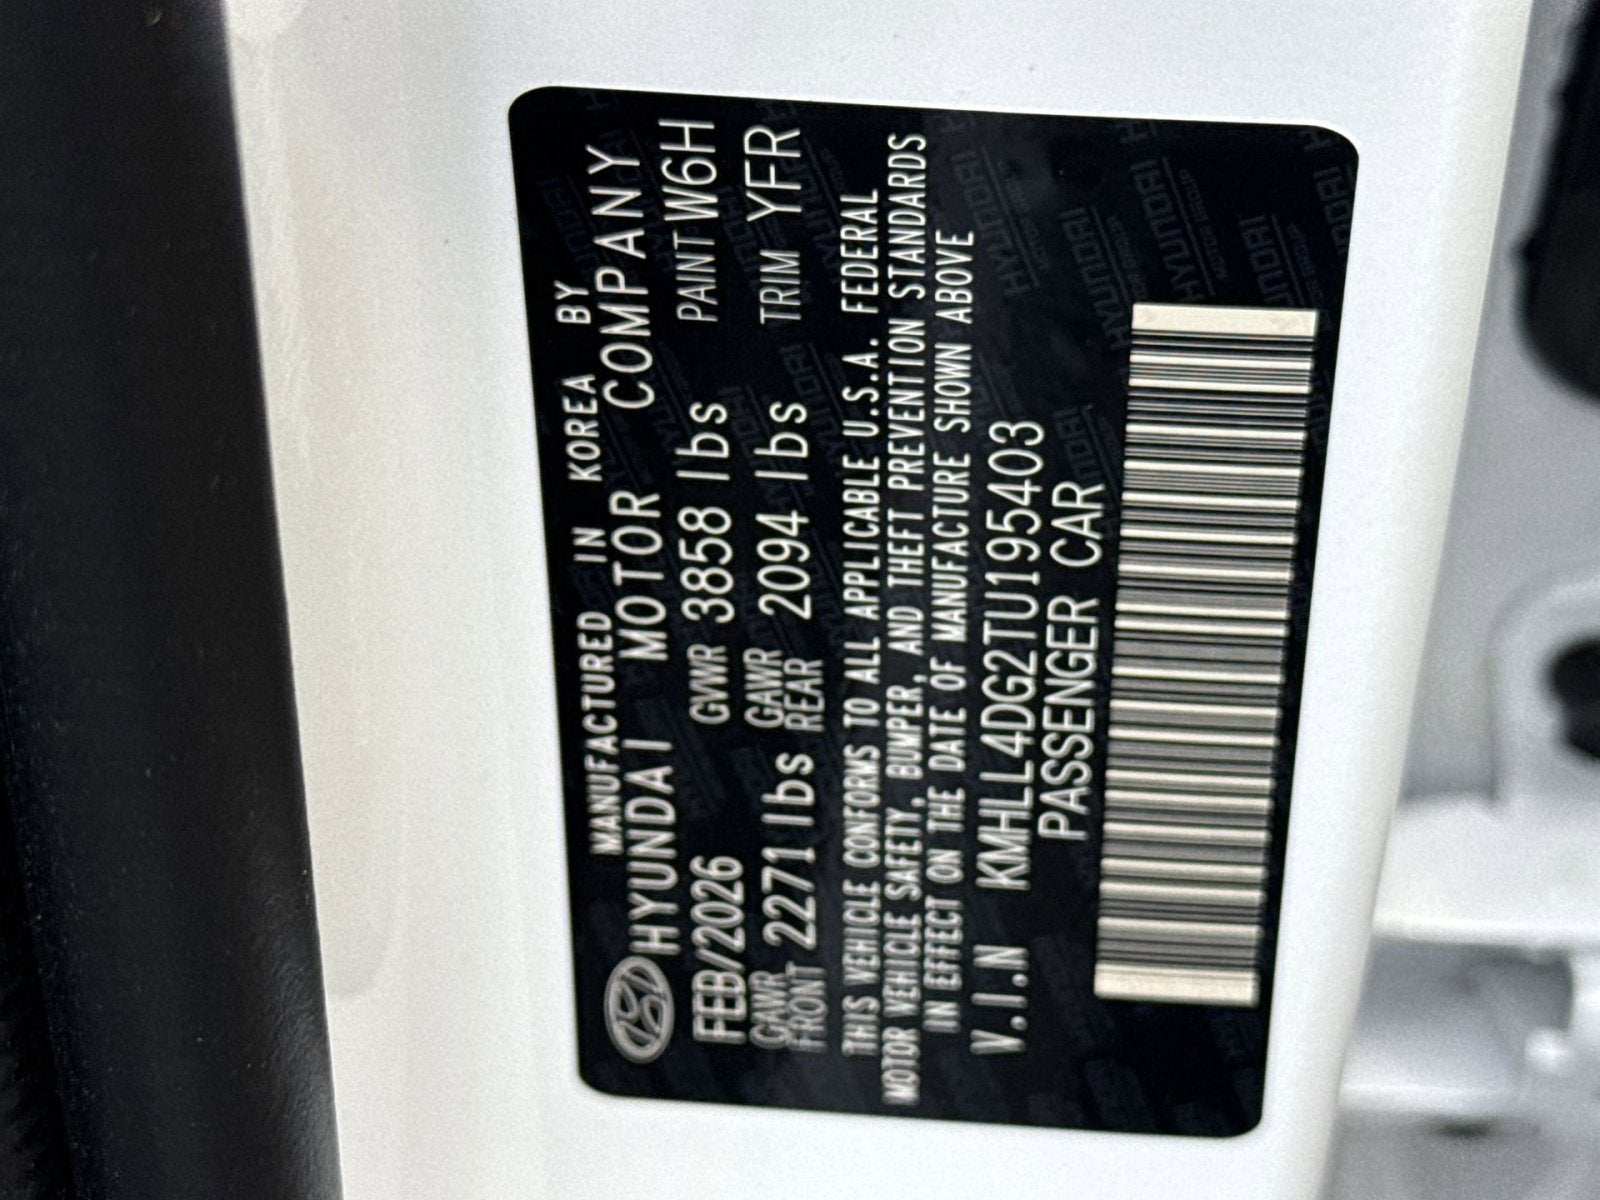 MANUFACTURED IN KOREA BY
HYUNDAI MOTOR COMPANY
FEB/2026 GVWR 3858 lbs PAINT W6H
GAWR FRONT 2271 lbs GAWR REAR 2094 lbs TRIM YFR
THIS VEHICLE CONFORMS TO ALL APPLICABLE U.S.A. FEDERAL
MOTOR VEHICLE SAFETY, BUMPER, AND THEFT PREVENTION STANDARDS
IN EFFECT ON THE DATE OF MANUFACTURE SHOWN ABOVE
V.I.N KMHLL4DG2TU195403
PASSENGER CAR